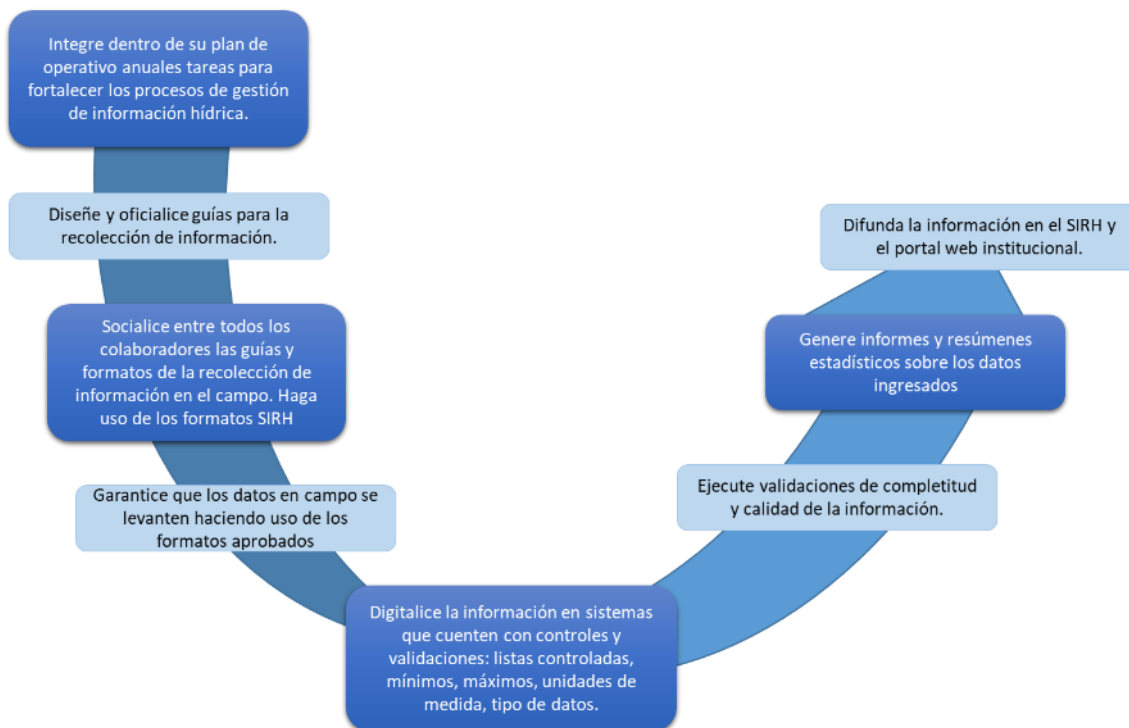 Integre dentro de su plan de
operativo anuales tareas para
fortalecer los procesos de gestión
de información hídrica.
Diseñe y oficialice guías para la
recolección de información.
Socialice entre todos los
colaboradores las guías y
formatos de la recolección de
información en el campo. Haga
uso de los formatos SIRH
Garantice que los datos en campo se
levanten haciendo uso de los
formatos aprobados
Digitalice la información en sistemas
que cuenten con controles y
validaciones: listas controladas,
mínimos, máximos, unidades de
medida, tipo de datos.
Ejecute validaciones de completitud
y calidad de la información.
Genere informes y resúmenes
estadísticos sobre los datos
ingresados
Difunda la información en el SIRH y
el portal web institucional.